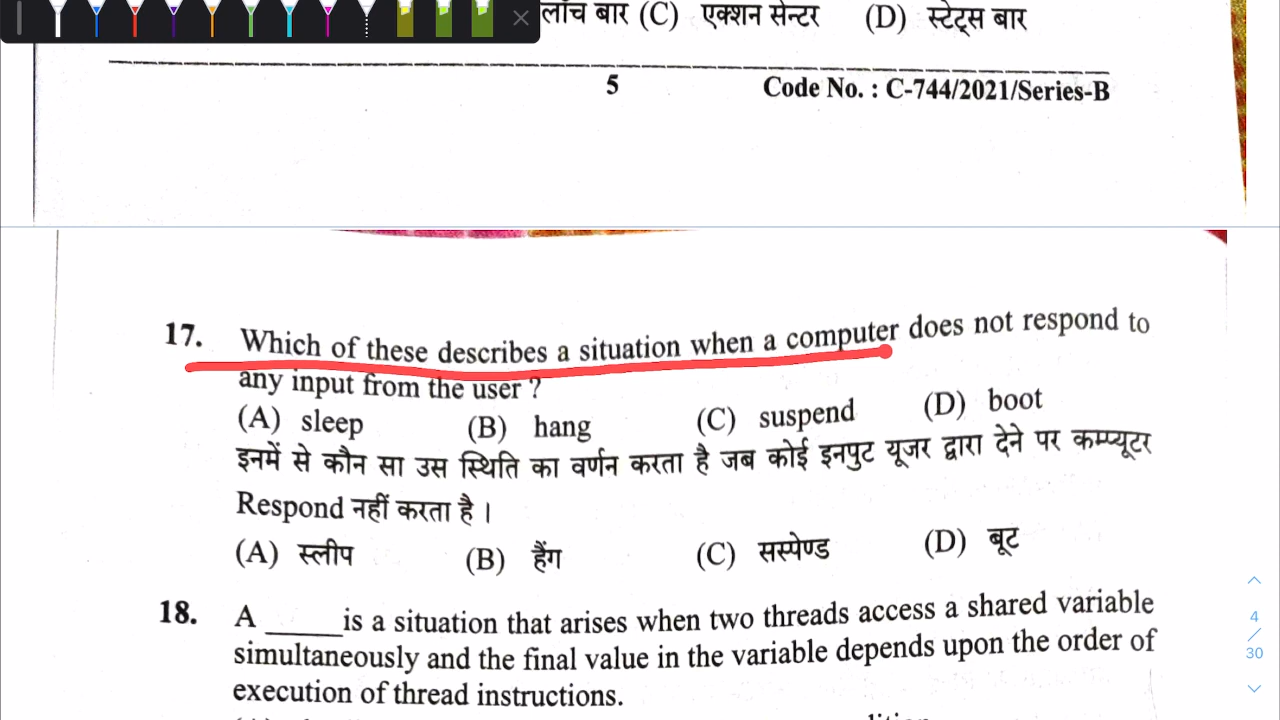 लॉंच बार (C) एक्शन सेन्टर (D) स्टेट्स बार
5 Code No. : C-744/2021/Series-B
17. Which of these describes a situation when a computer does not respond to
any input from the user ?
(A) sleep (B) hang (C) suspend (D) boot
इनमें से कौन सा उस स्थिति का वर्णन करता है जब कोई इनपुट यूजर द्वारा देने पर कम्प्यूटर
Respond नहीं करता है ।
(A) स्लीप (B) हैंग (C) सस्पेण्ड (D) बूट
4
/
30
18. A _____is a situation that arises when two threads access a shared variable
simultaneously and the final value in the variable depends upon the order of
execution of thread instructions.